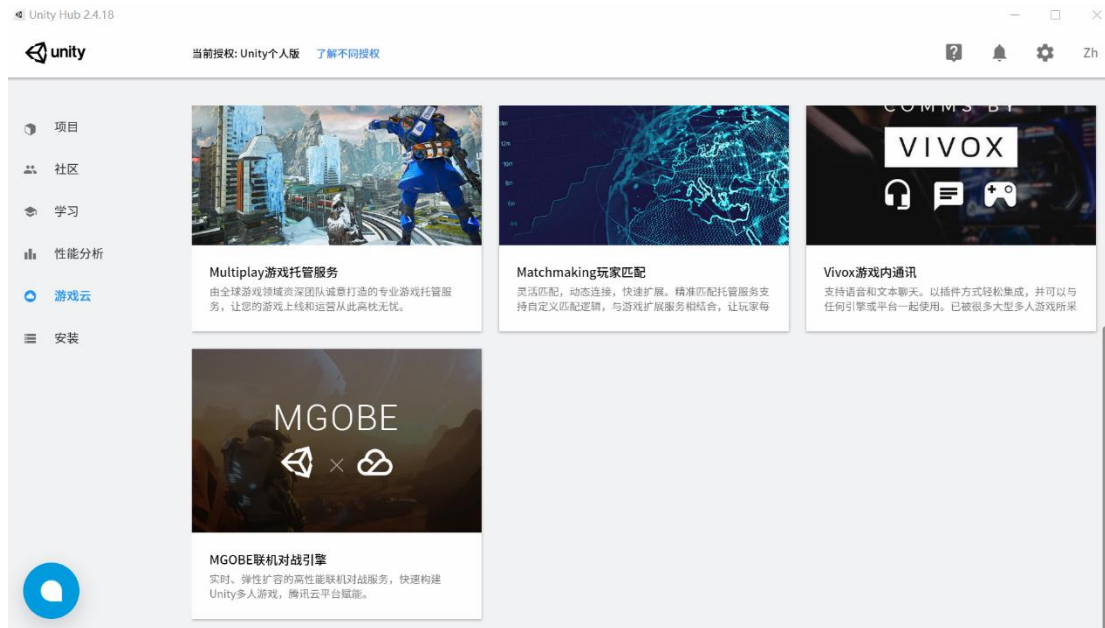 Unity Hub 2.4.18
unity
当前授权: Unity个人版 了解不同授权
Zh
项目
社区
学习
性能分析
游戏云
安装
COMMS BY
VIVOX
Multiplay游戏托管服务
由全球游戏领域资深团队诚意打造的专业游戏托管服
务，让您的游戏上线和运营从此高枕无忧。
Matchmaking玩家匹配
灵活匹配，动态连接，快速扩展。精准匹配托管服务支
持自定义匹配逻辑，与游戏扩展服务相结合，让玩家每
Vivox游戏内通讯
支持语音和文本聊天。以插件方式轻松集成，并可以与
任何引擎或平台一起使用。已被很多大型多人游戏所采
MGOBE
MGOBE联机对战引擎
实时、弹性扩容的高性能联机对战服务，快速构建
Unity多人游戏，腾讯云平台赋能。